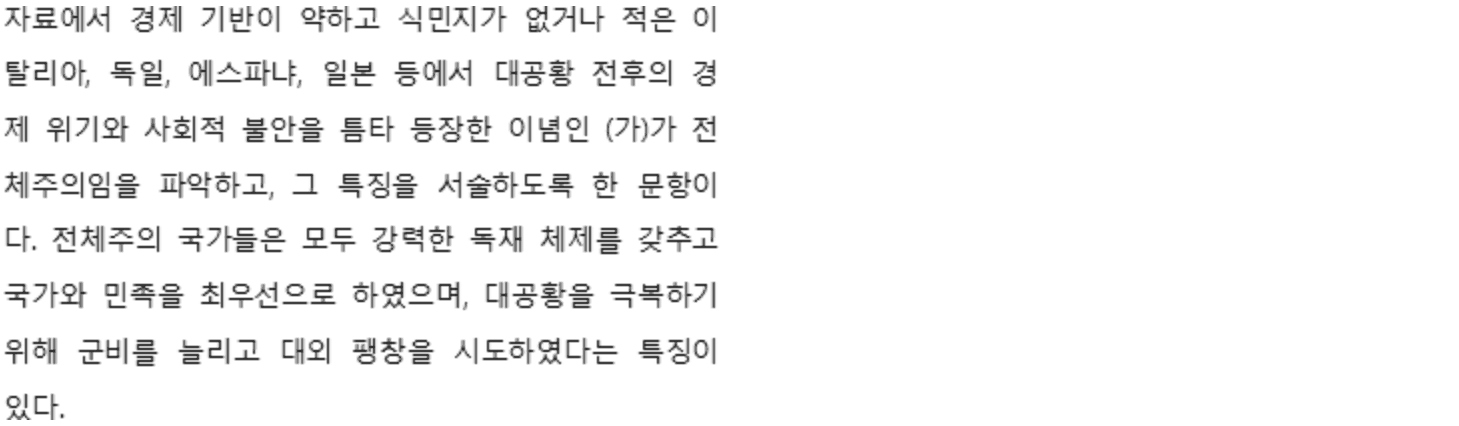 자료에서 경제 기반이 약하고 식민지가 없거나 적은 이
탈리아, 독일, 에스파냐, 일본 등에서 대공황 전후의 경
제 위기와 사회적 불안을 틈타 등장한 이념인 (가)가 전
체주의임을 파악하고, 그 특징을 서술하도록 한 문항이
다. 전체주의 국가들은 모두 강력한 독재 체제를 갖추고
국가와 민족을 최우선으로 하였으며, 대공황을 극복하기
위해 군비를 늘리고 대외 팽창을 시도하였다는 특징이
있다.